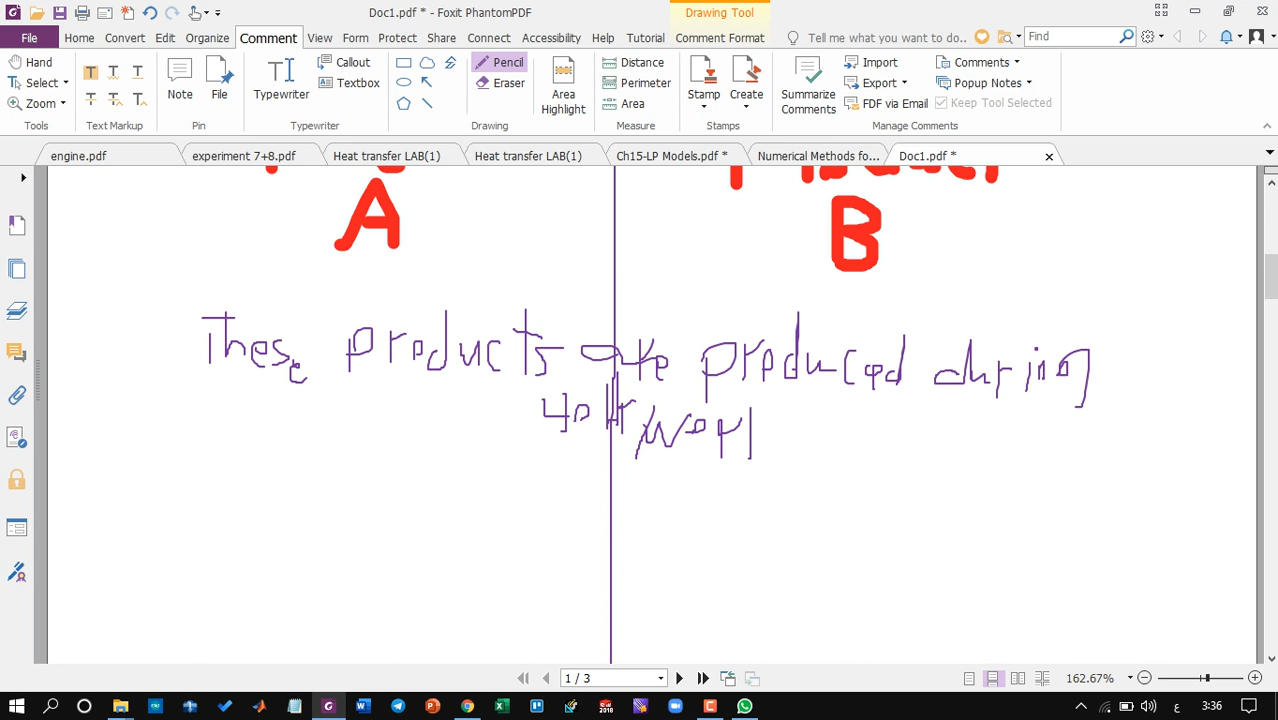 Doc1.pdf * - Foxit PhantomPDF
Drawing Tool
File Home Convert Edit Organize Comment View Form Protect Share Connect Accessibility Help Tutorial Comment Format Tell me what you want to do.. Find
Hand
Select
Zoom
Tools
Text Markup
Note
File
Pin
Typewriter
Callout
Textbox
Typewriter
Pencil
Eraser
Drawing
Area
Highlight
Distance
Perimeter
Area
Measure
Stamp
Create
Stamps
Summarize
Comments
Import
Export
FDF via Email
Comments
Popup Notes
Keep Tool Selected
Manage Comments
engine.pdf experiment 7+8.pdf Heat transfer LAB(1) Heat transfer LAB(1) Ch15-LP Models.pdf * Numerical Methods fo... Doc1.pdf *
A B
These products are produced during
40 hr
1 / 3
162.67%
3:36